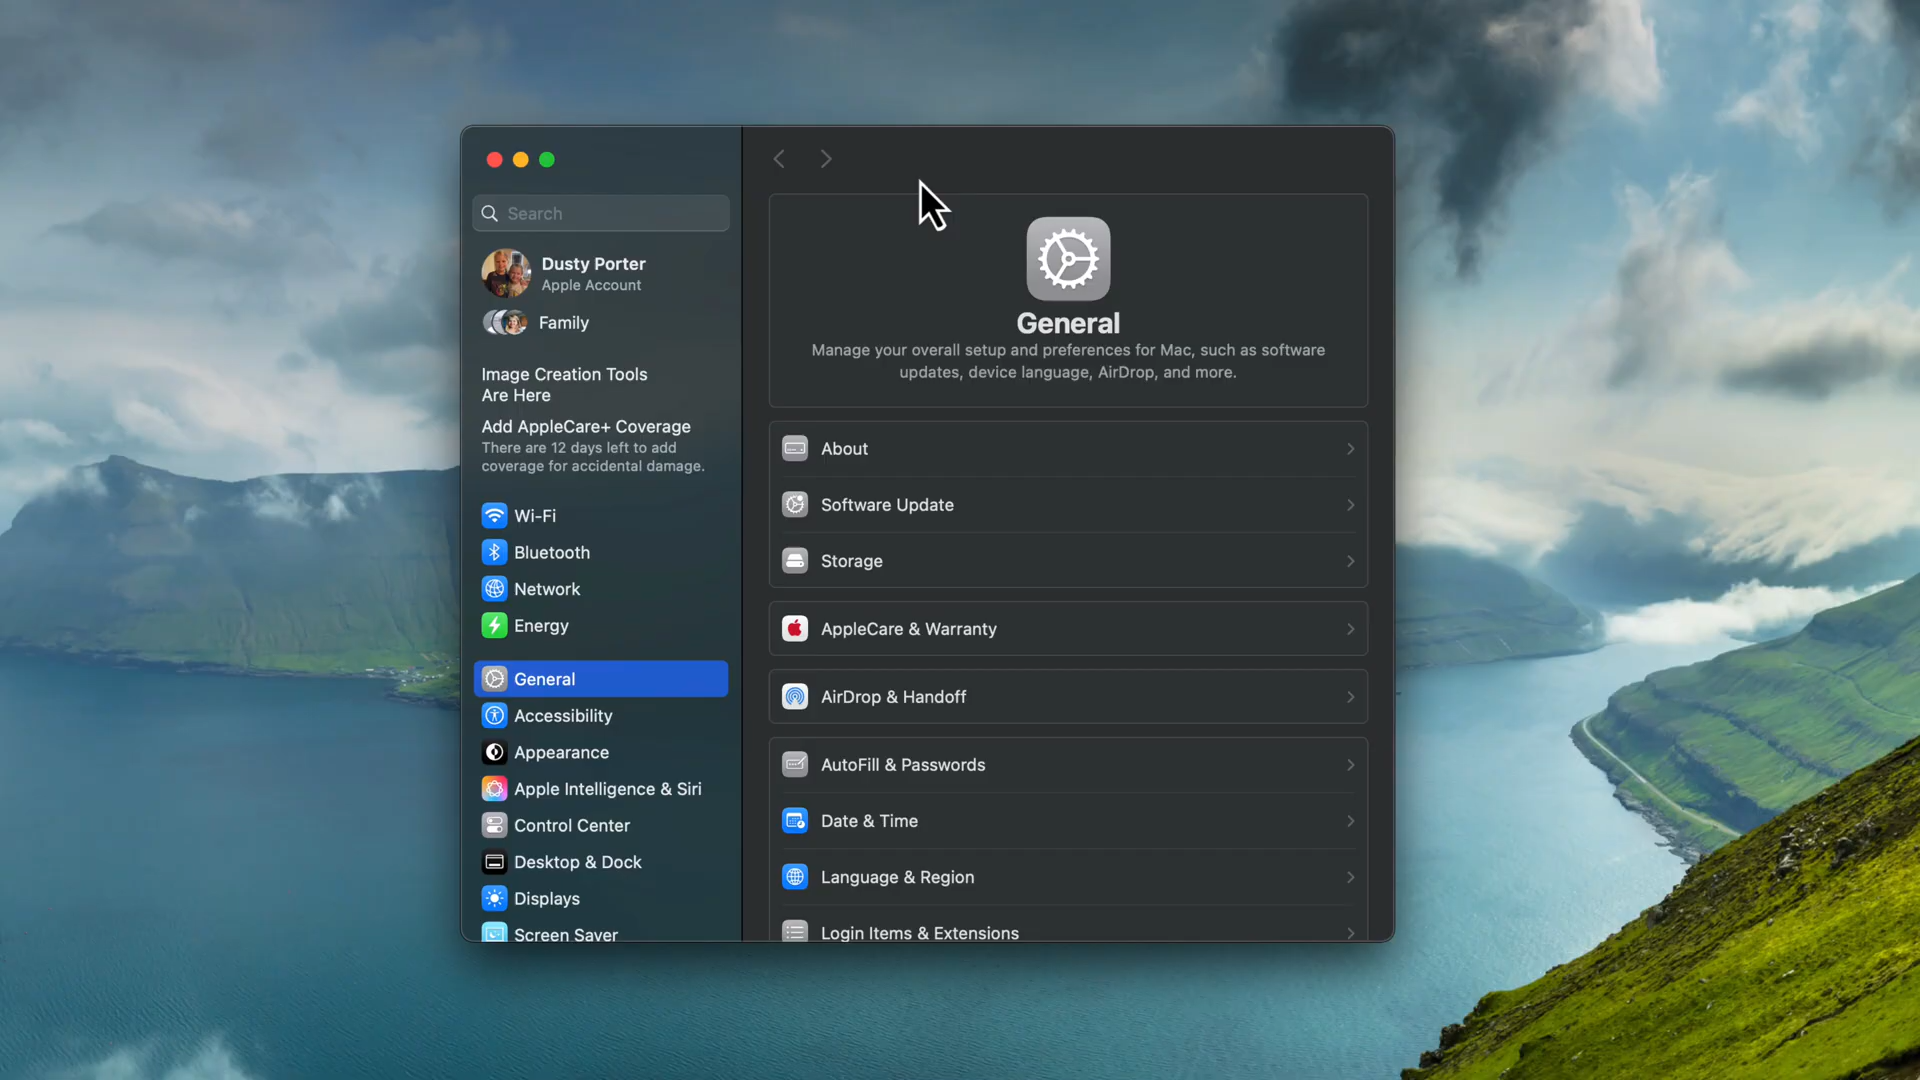 Search
Dusty Porter
Apple Account
Family
Image Creation Tools
Are Here
Add AppleCare+ Coverage
There are 12 days left to add
coverage for accidental damage.
Wi-Fi
Bluetooth
Network
Energy
General
Accessibility
Appearance
Apple Intelligence & Siri
Control Center
Desktop & Dock
Displays
Screen Saver
General
Manage your overall setup and preferences for Mac, such as software
updates, device language, AirDrop, and more.
About
Software Update
Storage
AppleCare & Warranty
AirDrop & Handoff
AutoFill & Passwords
Date & Time
Language & Region
Login Items & Extensions